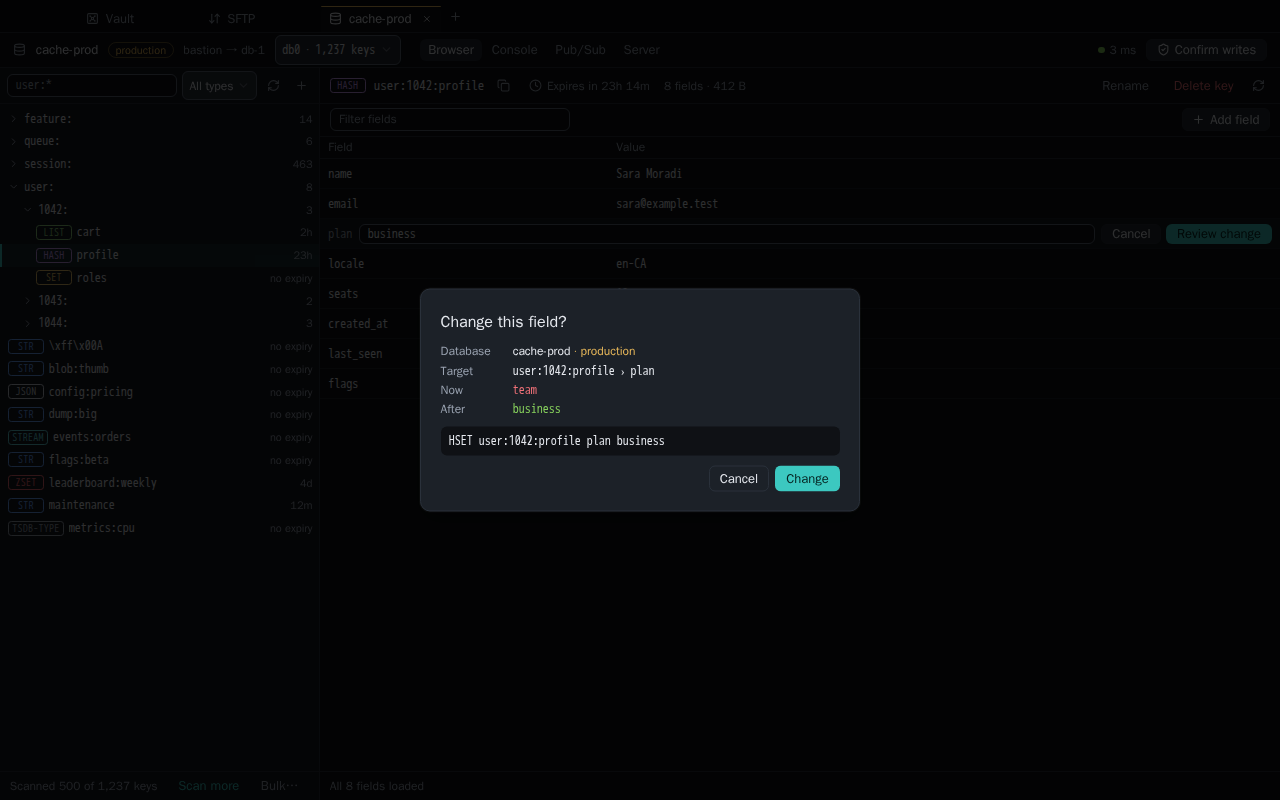 Vault
SFTP
cache-prod
cache-prod production bastion → db-1 db0 · 1,237 keys Browser Console Pub/Sub Server 3 ms Confirm writes
user:* All types
HASH user:1042:profile Expires in 23h 14m 8 fields · 412 B Rename Delete key
feature: 14
queue: 6
session: 463
user: 8
1042: 3
LIST cart 2h
HASH profile 23h
SET roles no expiry
1043: 2
1044: 3
STR \xff\x00A no expiry
STR blob:thumb no expiry
JSON config:pricing no expiry
STR dump:big no expiry
STREAM events:orders no expiry
STR flags:beta no expiry
ZSET leaderboard:weekly 4d
STR maintenance 12m
TSDB-TYPE metrics:cpu no expiry
Scanned 500 of 1,237 keys Scan more Bulk···
Filter fields Add field
Field Value
name Sara Moradi
email sara@example.test
plan business Cancel Review change
locale en-CA
seats
created_at
last_seen
flags
All 8 fields loaded
Change this field?
Database cache-prod · production
Target user:1042:profile › plan
Now team
After business
HSET user:1042:profile plan business
Cancel Change